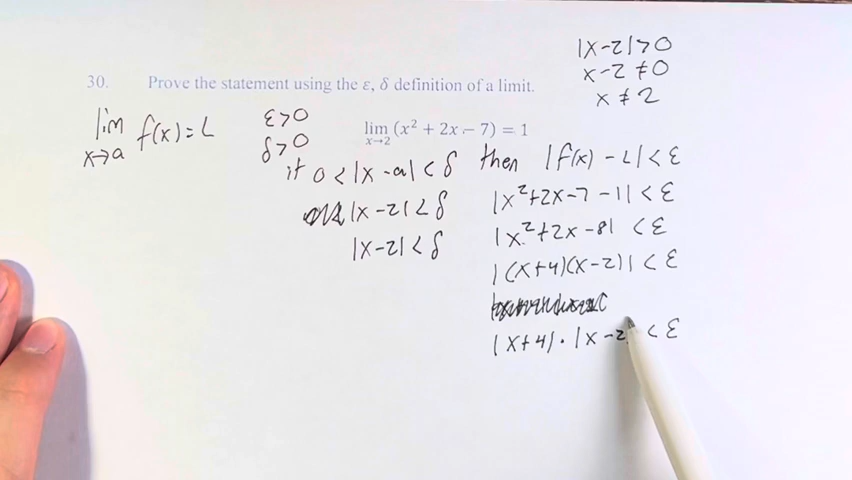 |x-2|>0
x-2≠0
x≠2
30. Prove the statement using the ε, δ definition of a limit.
lim x→a f(x)=L
ε>0
δ>0
lim x→2 (x² + 2x - 7) = 1
if 0<|x-a|<δ then |f(x)-L|<ε
|x-2|<δ |x²+2x-7-1|<ε
|x-2|<δ |x²+2x-8|<ε
|(x+4)(x-2)|<ε
|x+4|·|x-2|<ε